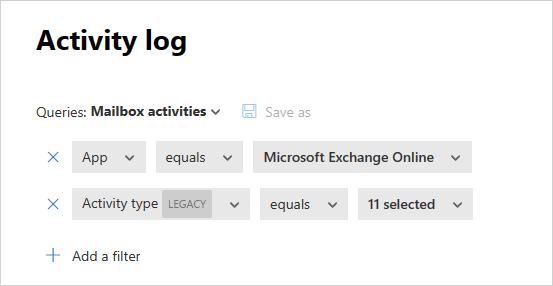 Activity log
Queries: Mailbox activities Save as
App equals Microsoft Exchange Online
Activity type LEGACY equals 11 selected
Add a filter